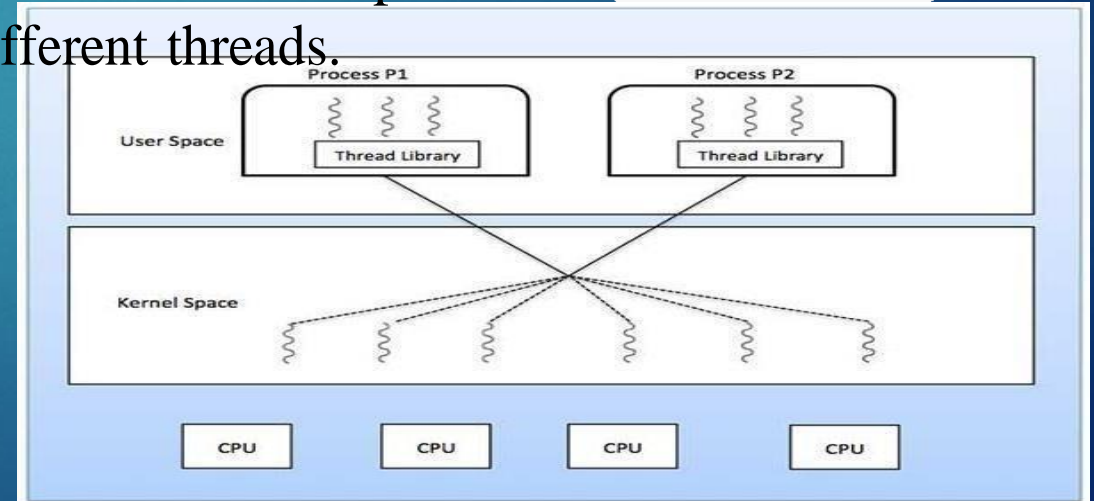 fferent threads.
Process P1 Process P2
User Space
Thread Library Thread Library
Kernel Space
CPU CPU CPU CPU